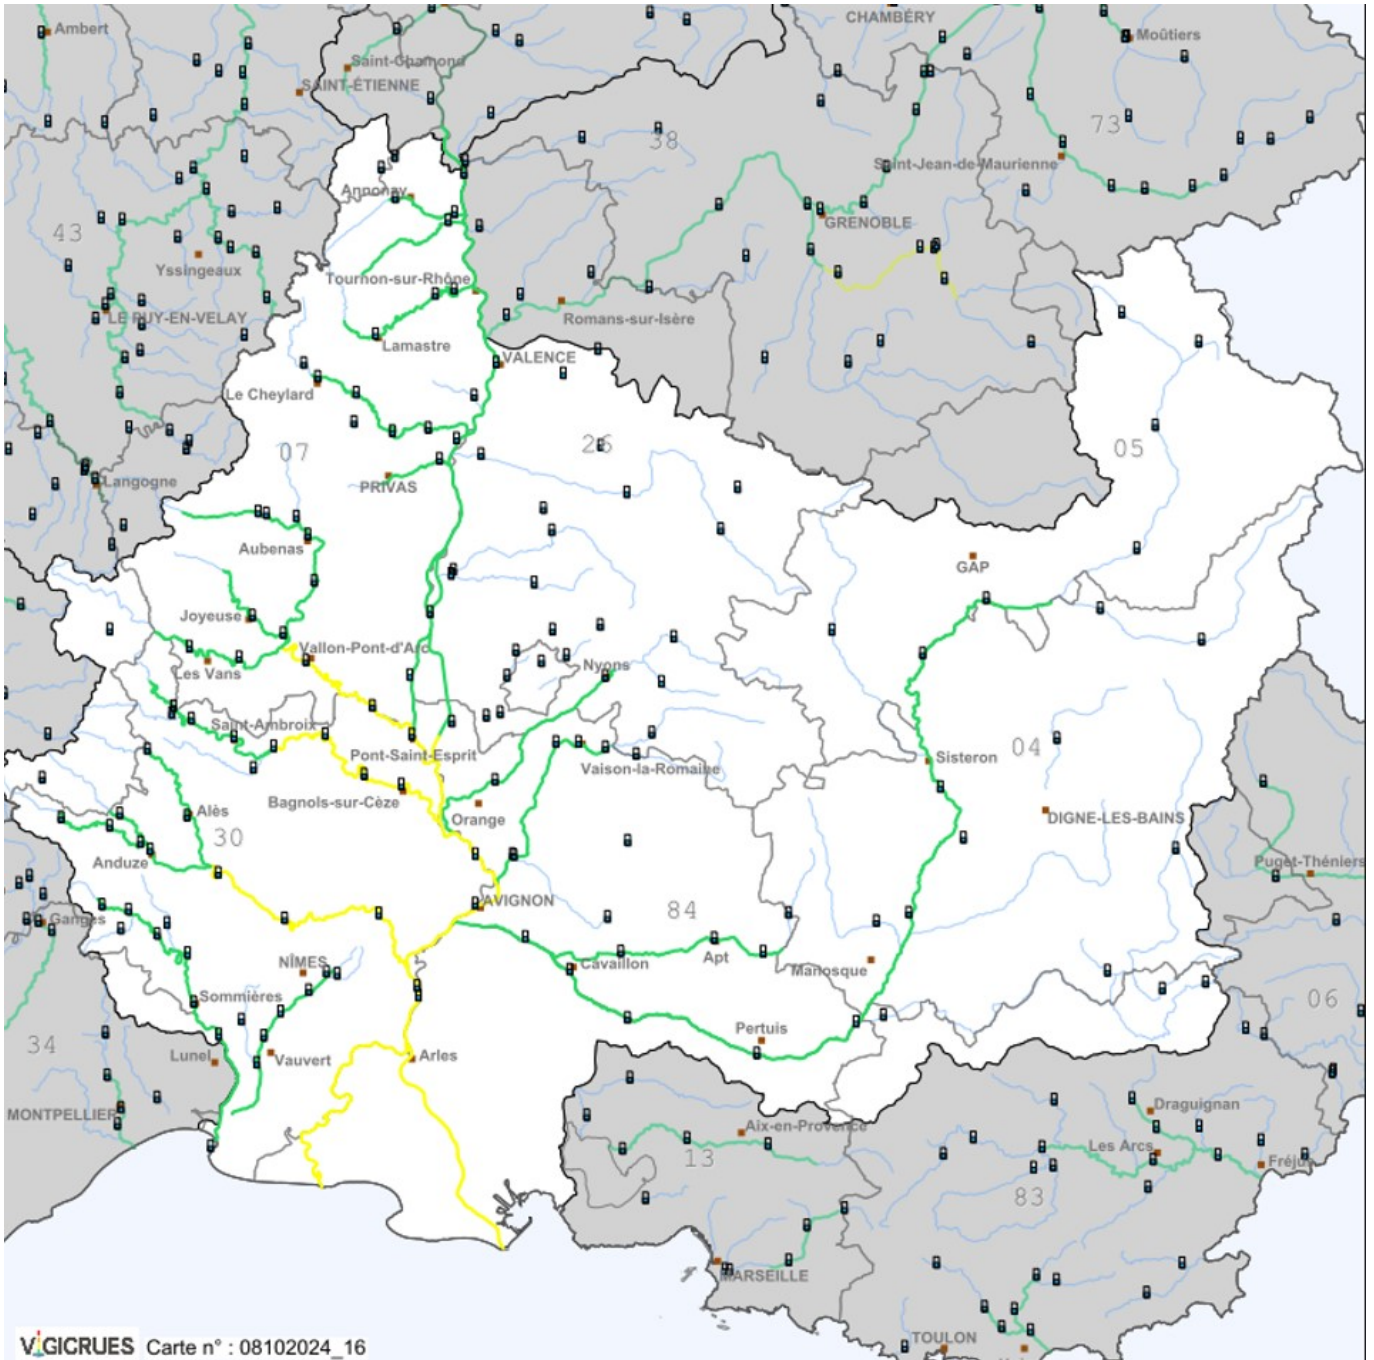 CHAMBÉRY
Ambert
Moûtiers
Saint-Chamond
SAINT-ÉTIENNE
73
38
Saint-Jean-de-Maurienne
Annonay
GRENOBLE
43
Yssingeaux
Tournon-sur-Rhône
LE PUY-EN-VELAY
Romans-sur-Isère
Lamastre
VALENCE
Le Cheylard
07
26
05
Langogne
PRIVAS
Aubenas
GAP
Joyeuse
Vallon-Pont-d'Arc
Les Vans
Nyons
Saint-Ambroix
04
Pont-Saint-Esprit
Sisteron
Vaison-la-Romaine
Bagnols-sur-Cèze
Alès
Orange
DIGNE-LES-BAINS
30
Anduze
Puget-Théniers
AVIGNON
84
Ganges
NÎMES
Cavaillon
Apt
Manosque
Sommières
06
Pertuis
34
Lunel
Vauvert
Arles
MONTPELLIER
Draguignan
Aix-en-Provence
Les Arcs
13
Fréjus
83
MARSEILLE
TOULON
VIGICRUES Carte n° : 08102024_16